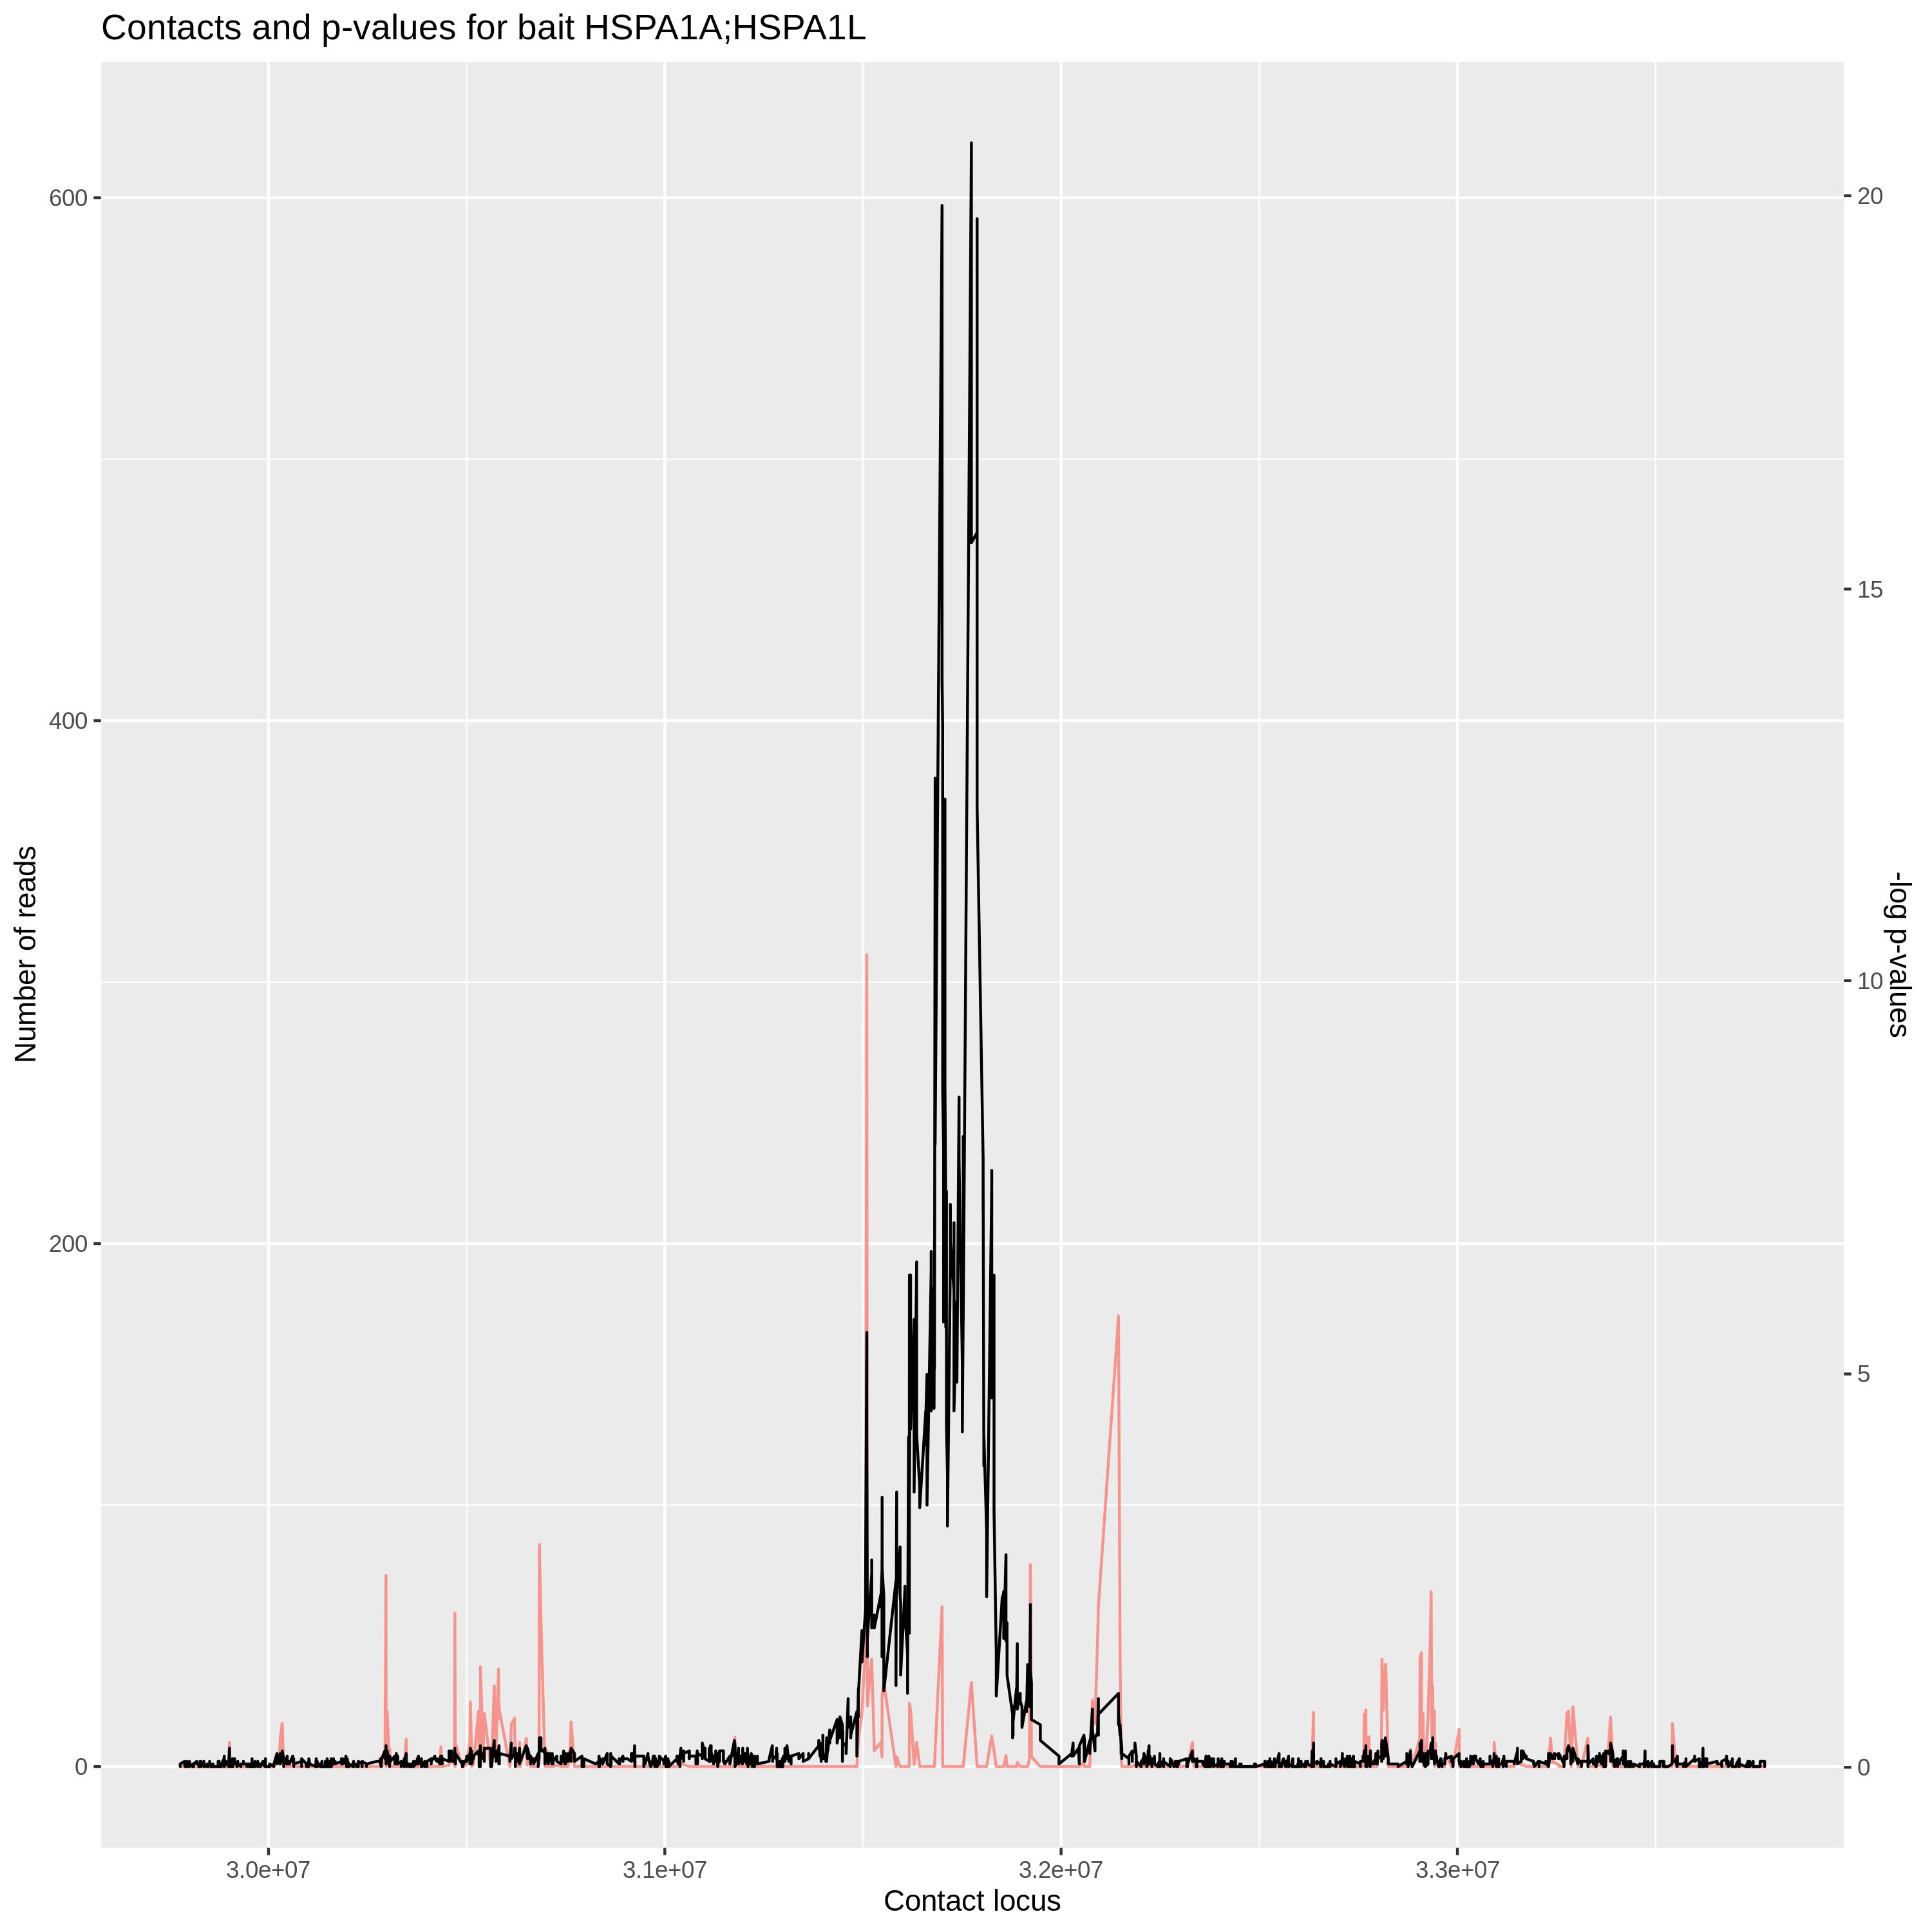 Contacts and p-values for bait HSPA1A;HSPA1L
600
400
200
0
Number of reads
20
15
10
5
0
-log p-values
3.0e+07
3.1e+07
3.2e+07
3.3e+07
Contact locus